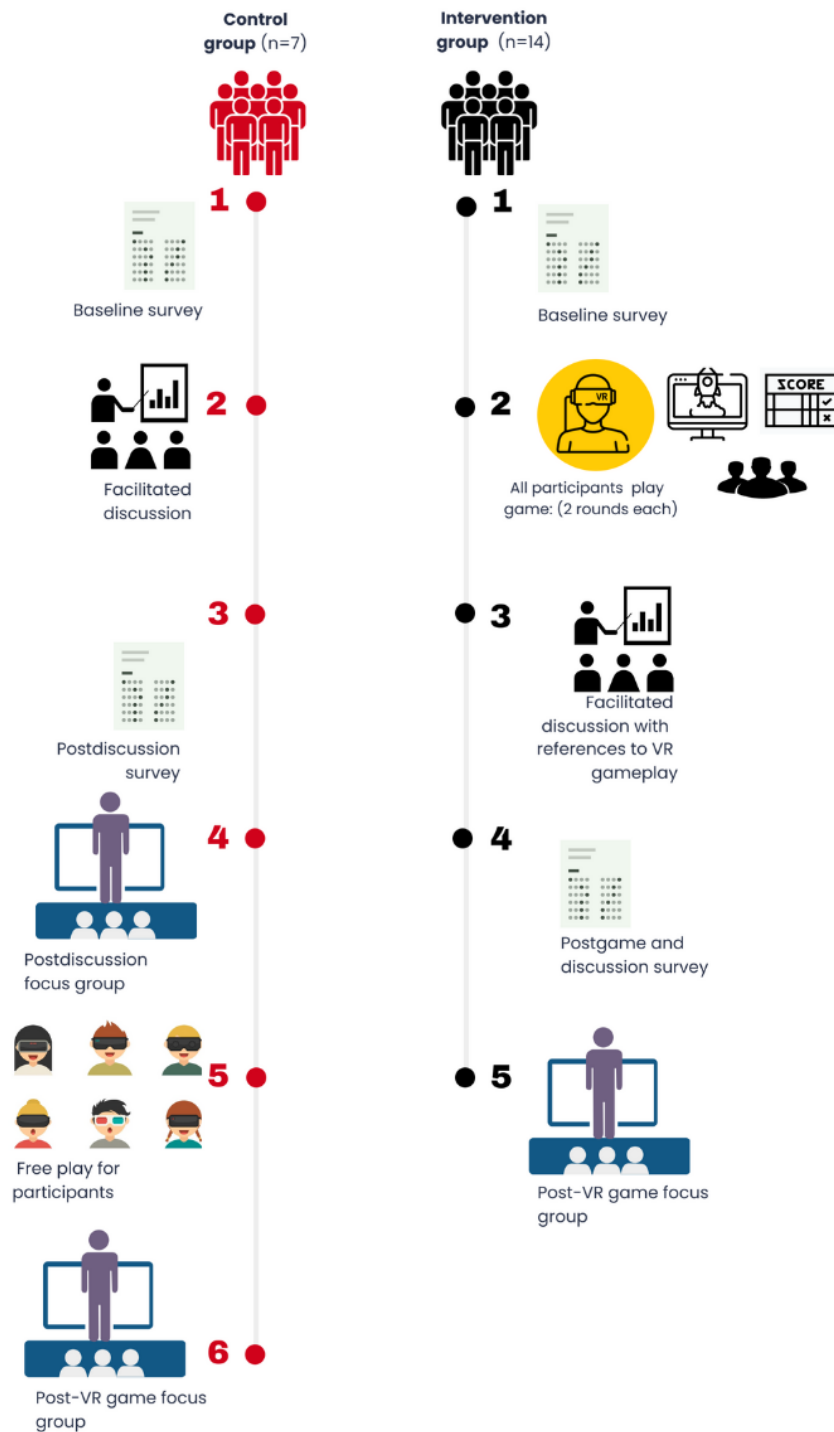 Control
group (n=7)
Intervention
group (n=14)
1
Baseline survey
1
Baseline survey
2
Facilitated
discussion
2
VR
SCORE
All participants play
game: (2 rounds each)
3
Postdiscussion
survey
3
Facilitated
discussion with
references to VR
gameplay
4
Postdiscussion
focus group
4
Postgame and
discussion survey
5
Free play for
participants
5
Post-VR game focus
group
6
Post-VR game focus
group